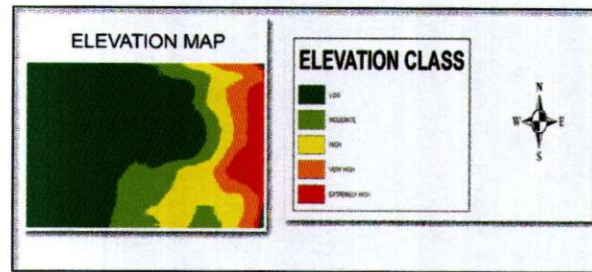 ELEVATION MAP
ELEVATION CLASS
LOW
MODERATE
HIGH
VERY HIGH
EXTREMELY HIGH
N
W E
S